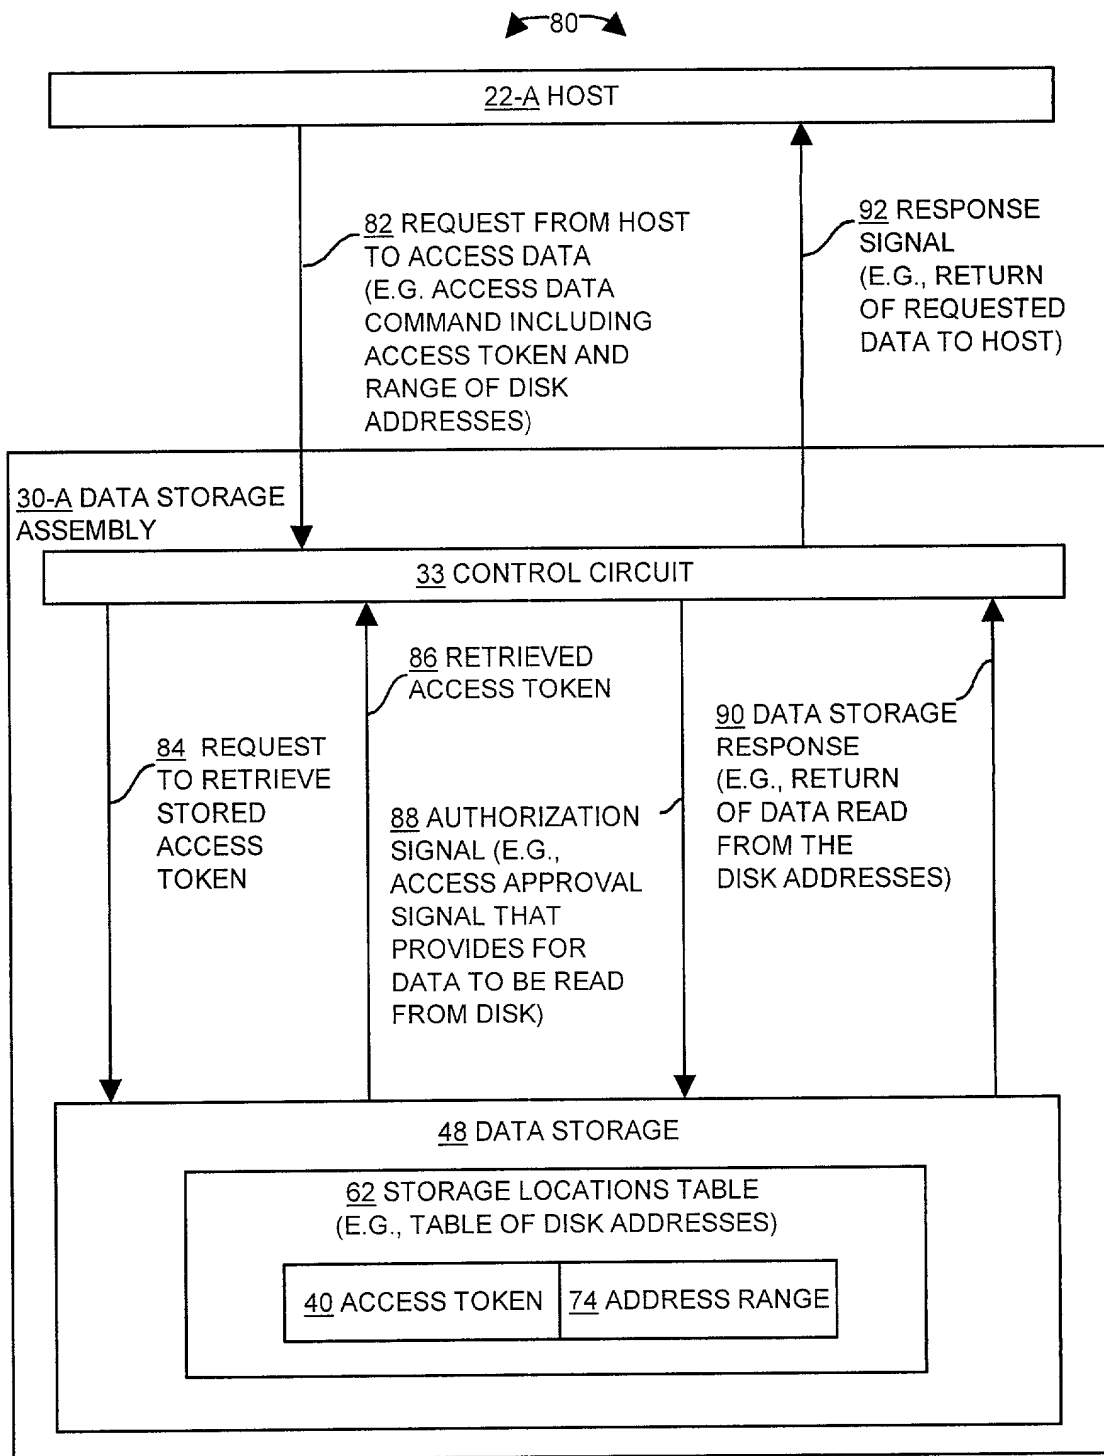 80
22-A HOST
82 REQUEST FROM HOST
TO ACCESS DATA
(E.G. ACCESS DATA
COMMAND INCLUDING
ACCESS TOKEN AND
RANGE OF DISK
ADDRESSES)
92 RESPONSE
SIGNAL
(E.G., RETURN
OF REQUESTED
DATA TO HOST)
30-A DATA STORAGE
ASSEMBLY
33 CONTROL CIRCUIT
84 REQUEST
TO RETRIEVE
STORED
ACCESS
TOKEN
86 RETRIEVED
ACCESS TOKEN
88 AUTHORIZATION
SIGNAL (E.G.,
ACCESS APPROVAL
SIGNAL THAT
PROVIDES FOR
DATA TO BE READ
FROM DISK)
90 DATA STORAGE
RESPONSE
(E.G., RETURN
OF DATA READ
FROM THE
DISK ADDRESSES)
48 DATA STORAGE
62 STORAGE LOCATIONS TABLE
(E.G., TABLE OF DISK ADDRESSES)
40 ACCESS TOKEN
74 ADDRESS RANGE